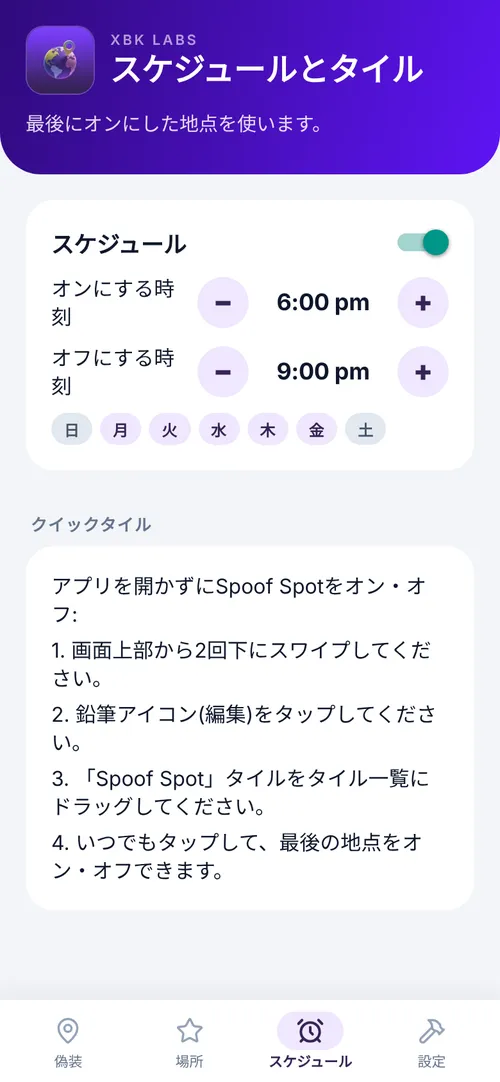 XBK LABS
スケジュールとタイル
最後にオンにした地点を使います。
スケジュール
オンにする時
刻
− 6:00 pm +
オフにする時
刻
− 9:00 pm +
日 月 火 水 木 金 土
クイックタイル
アプリを開かずにSpoof Spotをオン・オ
フ:
1. 画面上部から2回下にスワイプしてくだ
さい。
2. 鉛筆アイコン(編集)をタップしてくださ
い。
3. 「Spoof Spot」タイルをタイル一覧に
ドラッグしてください。
4. いつでもタップして、最後の地点をオ
ン・オフできます。
偽装 場所 スケジュール 設定